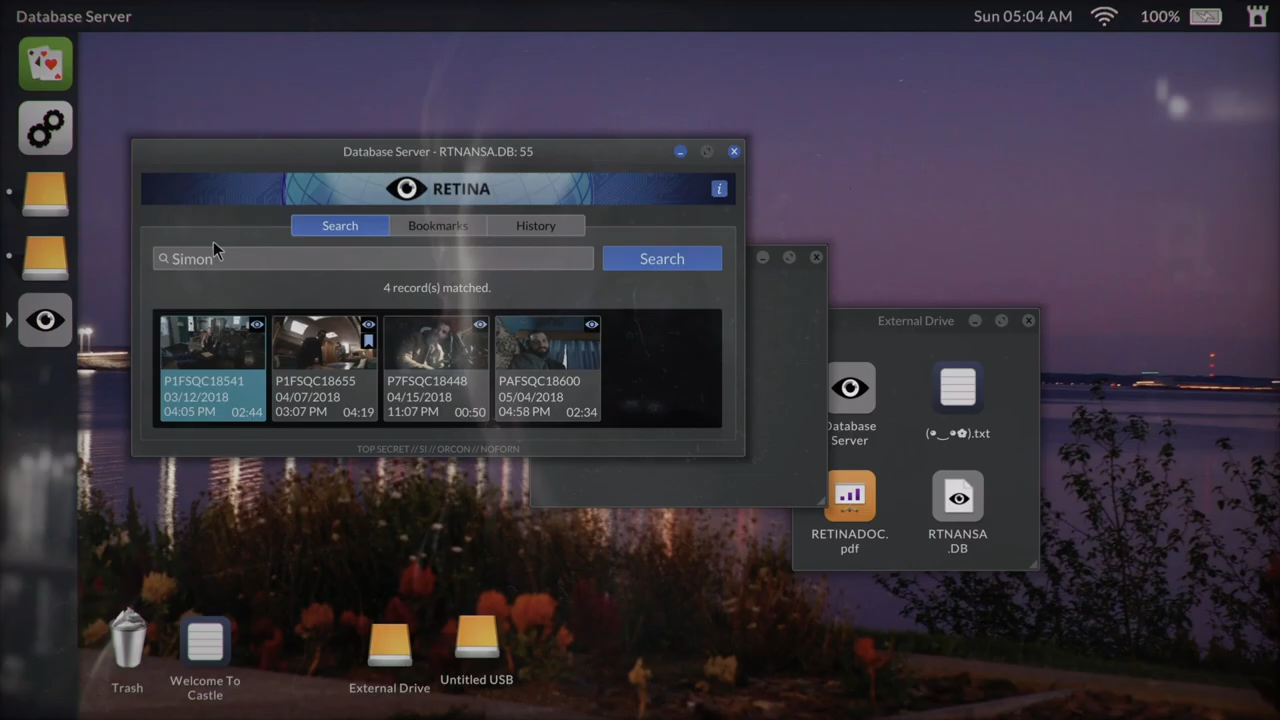 Database Server
Sun 05:04 AM
100%
Database Server - RTNANSA.DB: 55
RETINA
i
Search
Bookmarks
History
Simon
Search
4 record(s) matched.
P1FSQC18541
03/12/2018
04:05 PM 02:44
P1FSQC18655
04/07/2018
03:07 PM 04:19
P7FSQC18448
04/15/2018
11:07 PM 00:50
PAFSQC18600
05/04/2018
04:58 PM 02:34
TOP SECRET // SI // ORCON // NOFORN
External Drive
Database
Server
(•‿•✿).txt
RETINADOC.
pdf
RTNANSA
.DB
Trash
Welcome To
Castle
External Drive
Untitled USB